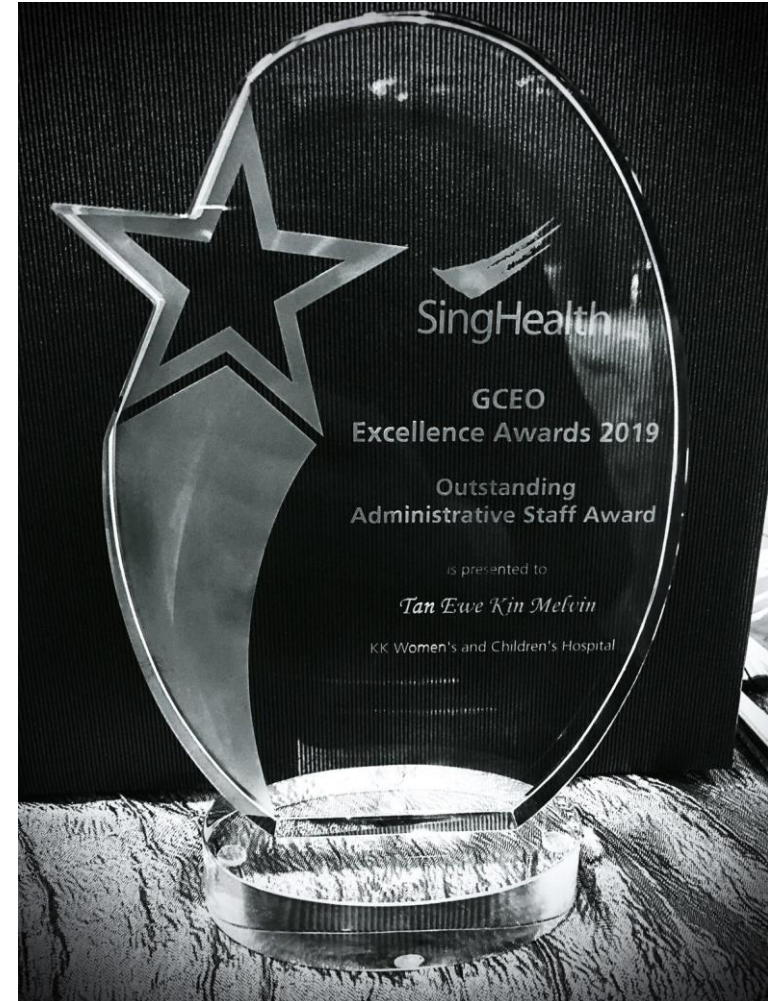 SingHealth
GCEO
Excellence Awards 2019
Outstanding
Administrative Staff Award
is presented to
Tan Ewe Kin Melvin
KK Women's and Children's Hospital